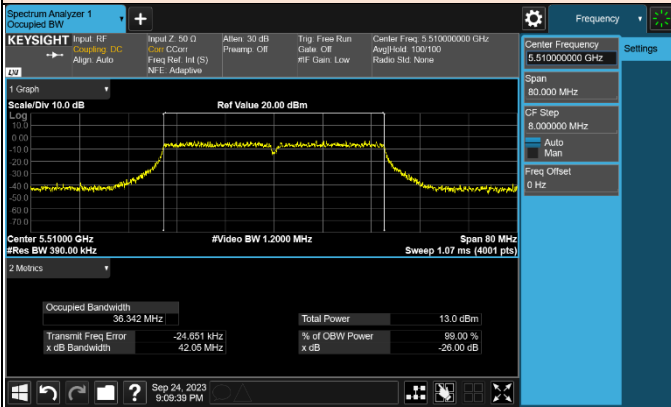 Spectrum Analyzer 1
Occupied BW
+
Frequency
KEYSIGHT
Input: RF
Coupling: DC
Align: Auto
Input Z: 50 Ω
Corr CCorr
Freq Ref: Int (S)
NFE: Adaptive
Atten: 30 dB
Preamp: Off
Trig: Free Run
Gate: Off
#IF Gain: Low
Center Freq: 5.510000000 GHz
Avg|Hold: 100/100
Radio Std: None
LXI
Center Frequency
5.510000000 GHz
Settings
Span
80.000 MHz
CF Step
8.000000 MHz
Auto
Man
Freq Offset
0 Hz
1 Graph
Scale/Div 10.0 dB
Ref Value 20.00 dBm
Log
10.0
0.00
-10.0
-20.0
-30.0
-40.0
-50.0
-60.0
-70.0
Center 5.51000 GHz
#Video BW 1.2000 MHz
Span 80 MHz
#Res BW 390.00 kHz
Sweep 1.07 ms (4001 pts)
2 Metrics
Occupied Bandwidth
36.342 MHz
Total Power 13.0 dBm
Transmit Freq Error -24.651 kHz
% of OBW Power 99.00 %
x dB Bandwidth 42.05 MHz
x dB -26.00 dB
?
Sep 24, 2023
9:09:39 PM